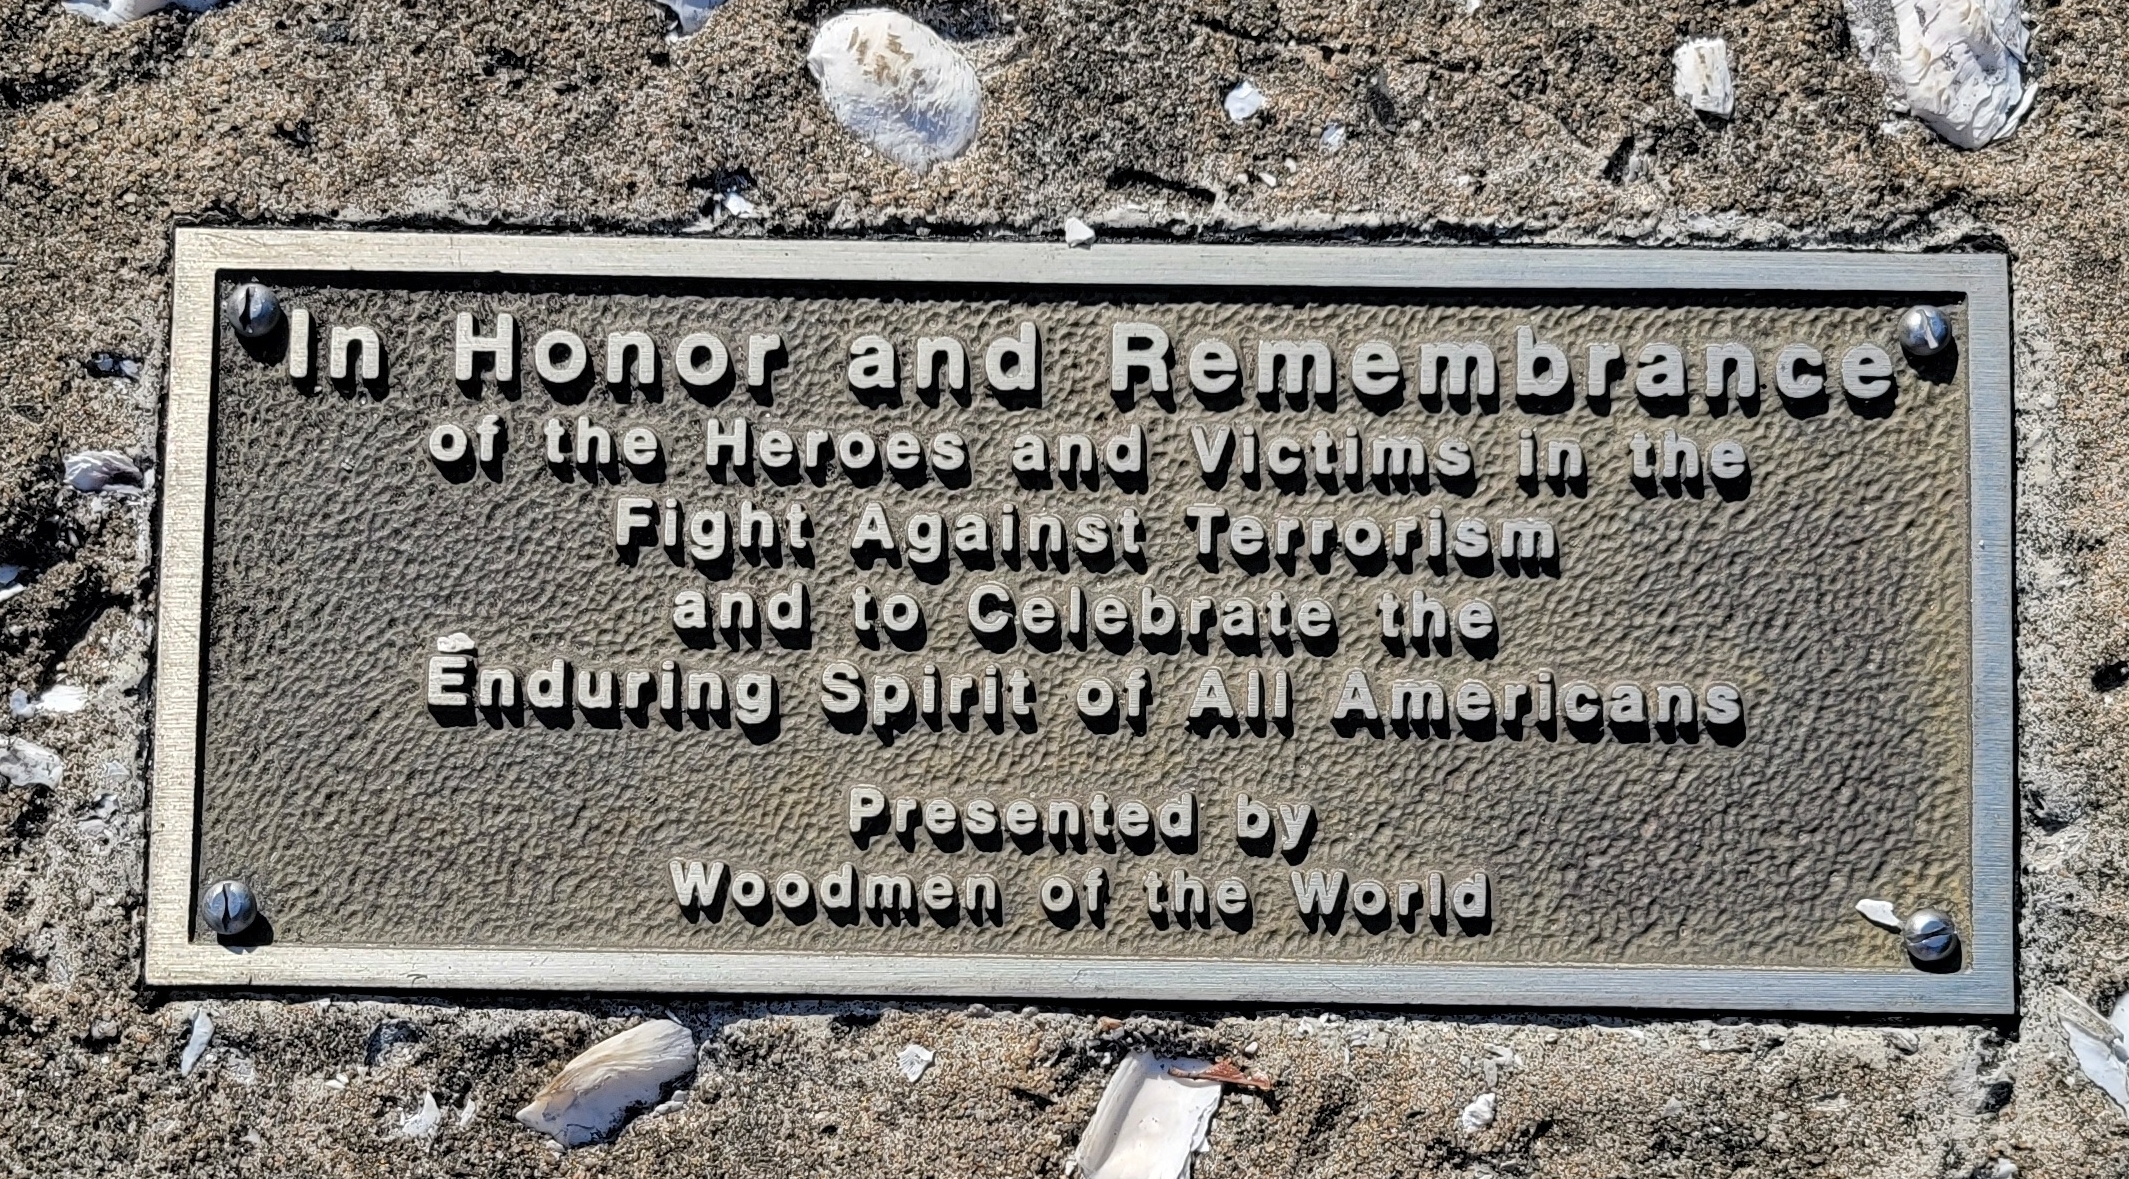 In Honor and Remembrance
of the Heroes and Victims in the
Fight Against Terrorism
and to Celebrate the
Enduring Spirit of All Americans
Presented by
Woodmen of the World